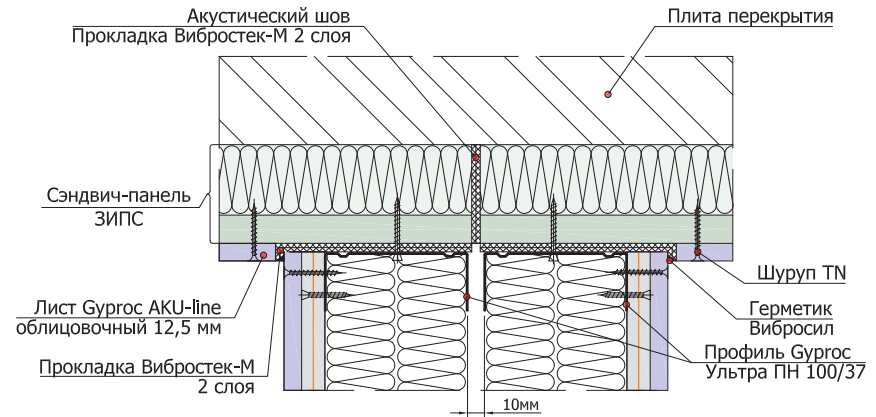 Акустический шов
Прокладка Вибростек-М 2 слоя
Плита перекрытия
Сэндвич-панель
ЗИПС
Шуруп TN
Лист Gyproc AKU-line
облицовочный 12,5 мм
Герметик
Вибросил
Прокладка Вибростек-М
2 слоя
Профиль Gyproc
Ультра ПН 100/37
10мм